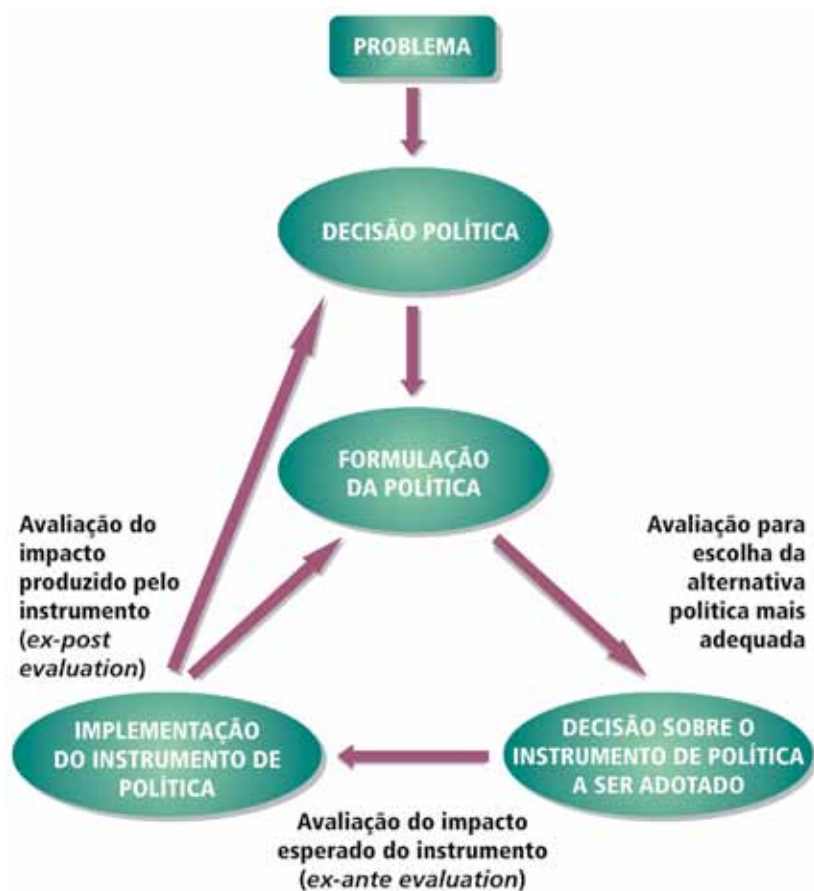 PROBLEMA
DECISÃO POLÍTICA
FORMULAÇÃO
DA POLÍTICA
Avaliação do
impacto
produzido pelo
instrumento
(ex-post
evaluation)
Avaliação para
escolha da
alternativa
política mais
adequada
IMPLEMENTAÇÃO
DO INSTRUMENTO DE
POLÍTICA
DECISÃO SOBRE O
INSTRUMENTO DE POLÍTICA
A SER ADOTADO
Avaliação do impacto
esperado do instrumento
(ex-ante evaluation)